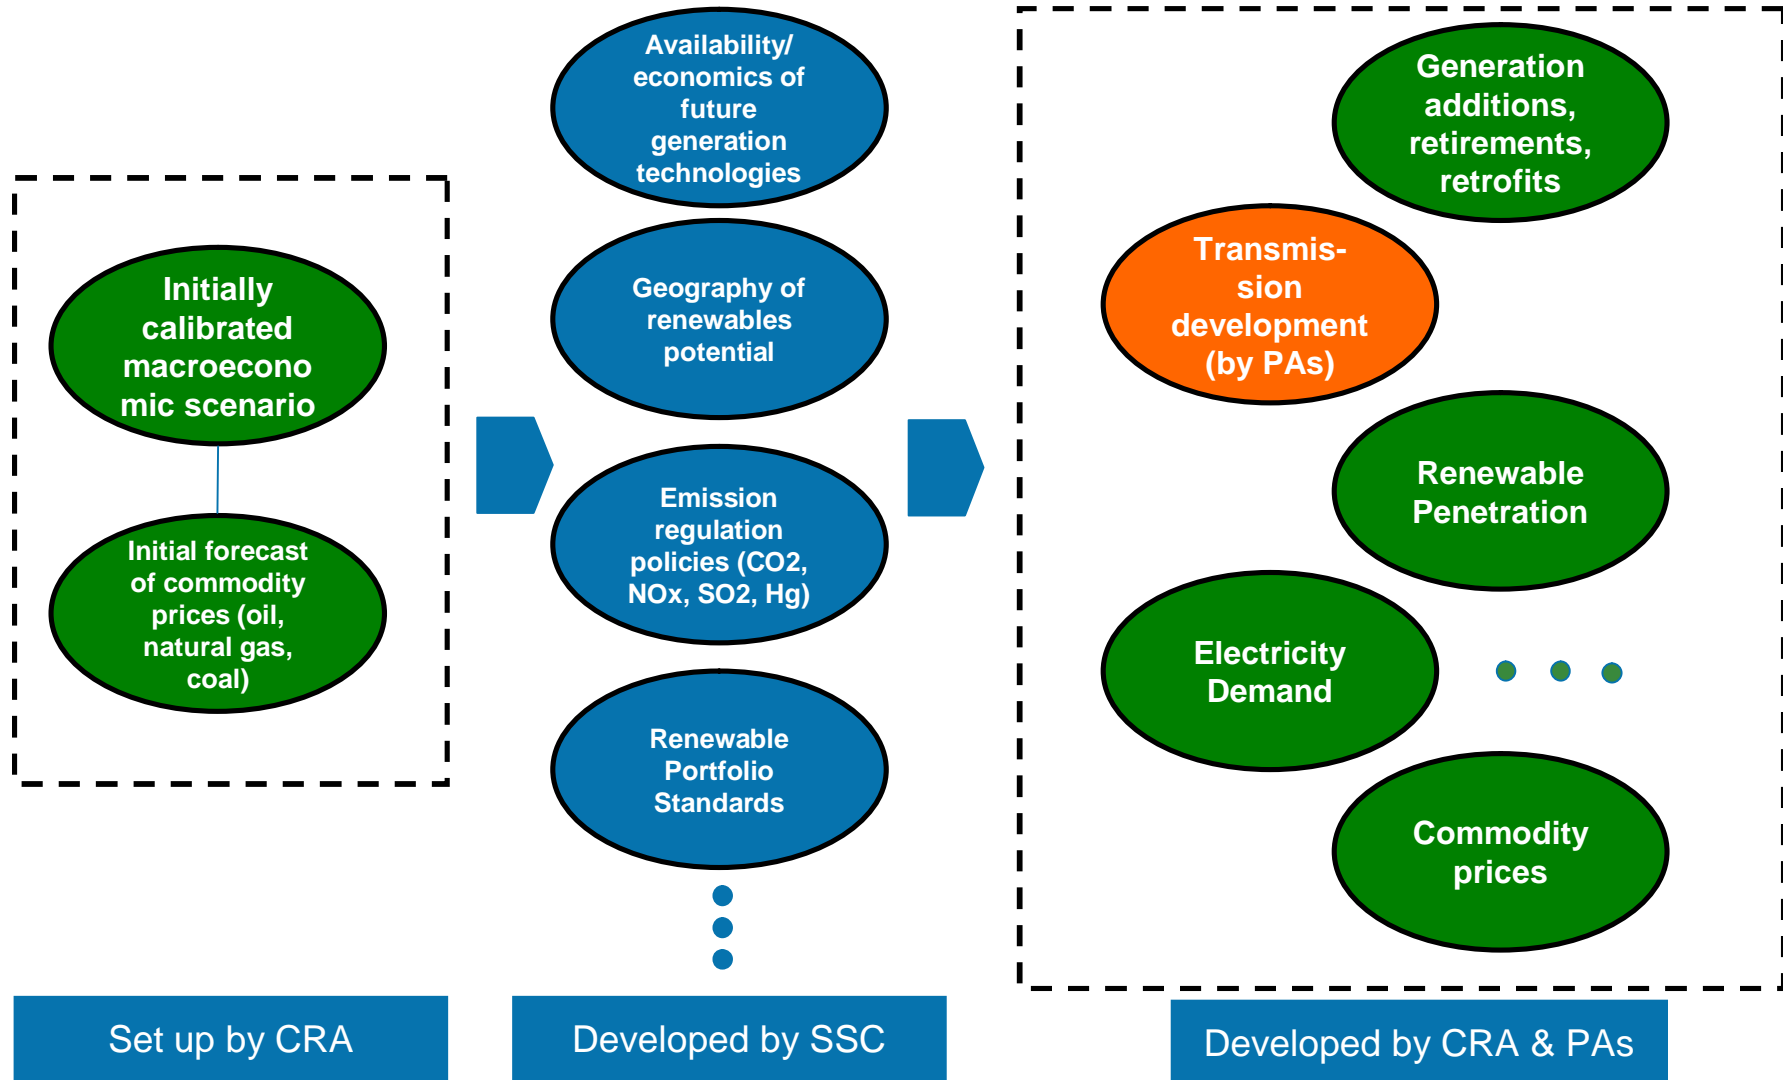 Availability/
economics of
future
generation
technologies
Geography of
renewables
potential
Emission
regulation
policies (CO2,
NOx, SO2, Hg)
Renewable
Portfolio
Standards
Initially
calibrated
macroecono
mic scenario
Initial forecast
of commodity
prices (oil,
natural gas,
coal)
Generation
additions,
retirements,
retrofits
Transmis-
sion
development
(by PAs)
Renewable
Penetration
Electricity
Demand
Commodity
prices
Set up by CRA
Developed by SSC
Developed by CRA & PAs